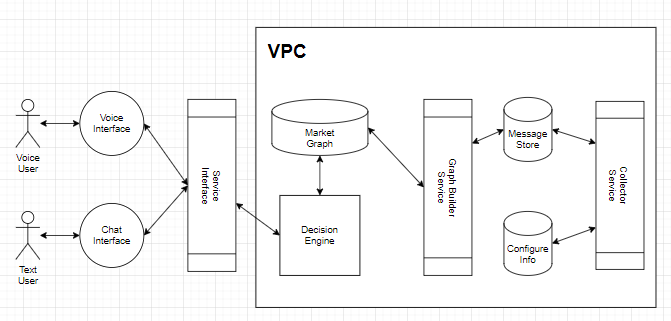 VPC
Voice
Interface
Voice
User
Chat
Interface
Text
User
Service
Interface
Market
Graph
Decision
Engine
Graph Builder
Service
Message
Store
Configure
Info
Collector
Service